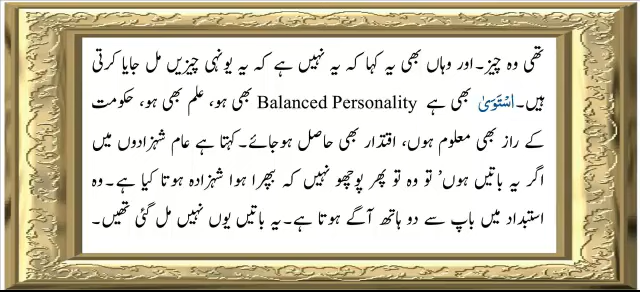 تھی وہ چیز۔اور وہاں بھی یہ کہا کہ یہ نہیں ہے کہ یہ یونہی چیزیں مل جایا کرتی
ہیں۔اسْتَوَىٰ بھی ہے Balanced Personality بھی ہو، علم بھی ہو، حکومت
کے راز بھی معلوم ہوں، اقتدار بھی حاصل ہوجائے۔کہتا ہے عام شہزادوں میں
اگر یہ باتیں ہوں’ تو وہ تو پھر پوچھو نہیں کہ بپھرا ہوا شہزادہ ہوتا کیا ہے۔وہ
استبداد میں باپ سے دو ہاتھ آگے ہوتا ہے۔یہ باتیں یوں نہیں مل گئی تھیں۔